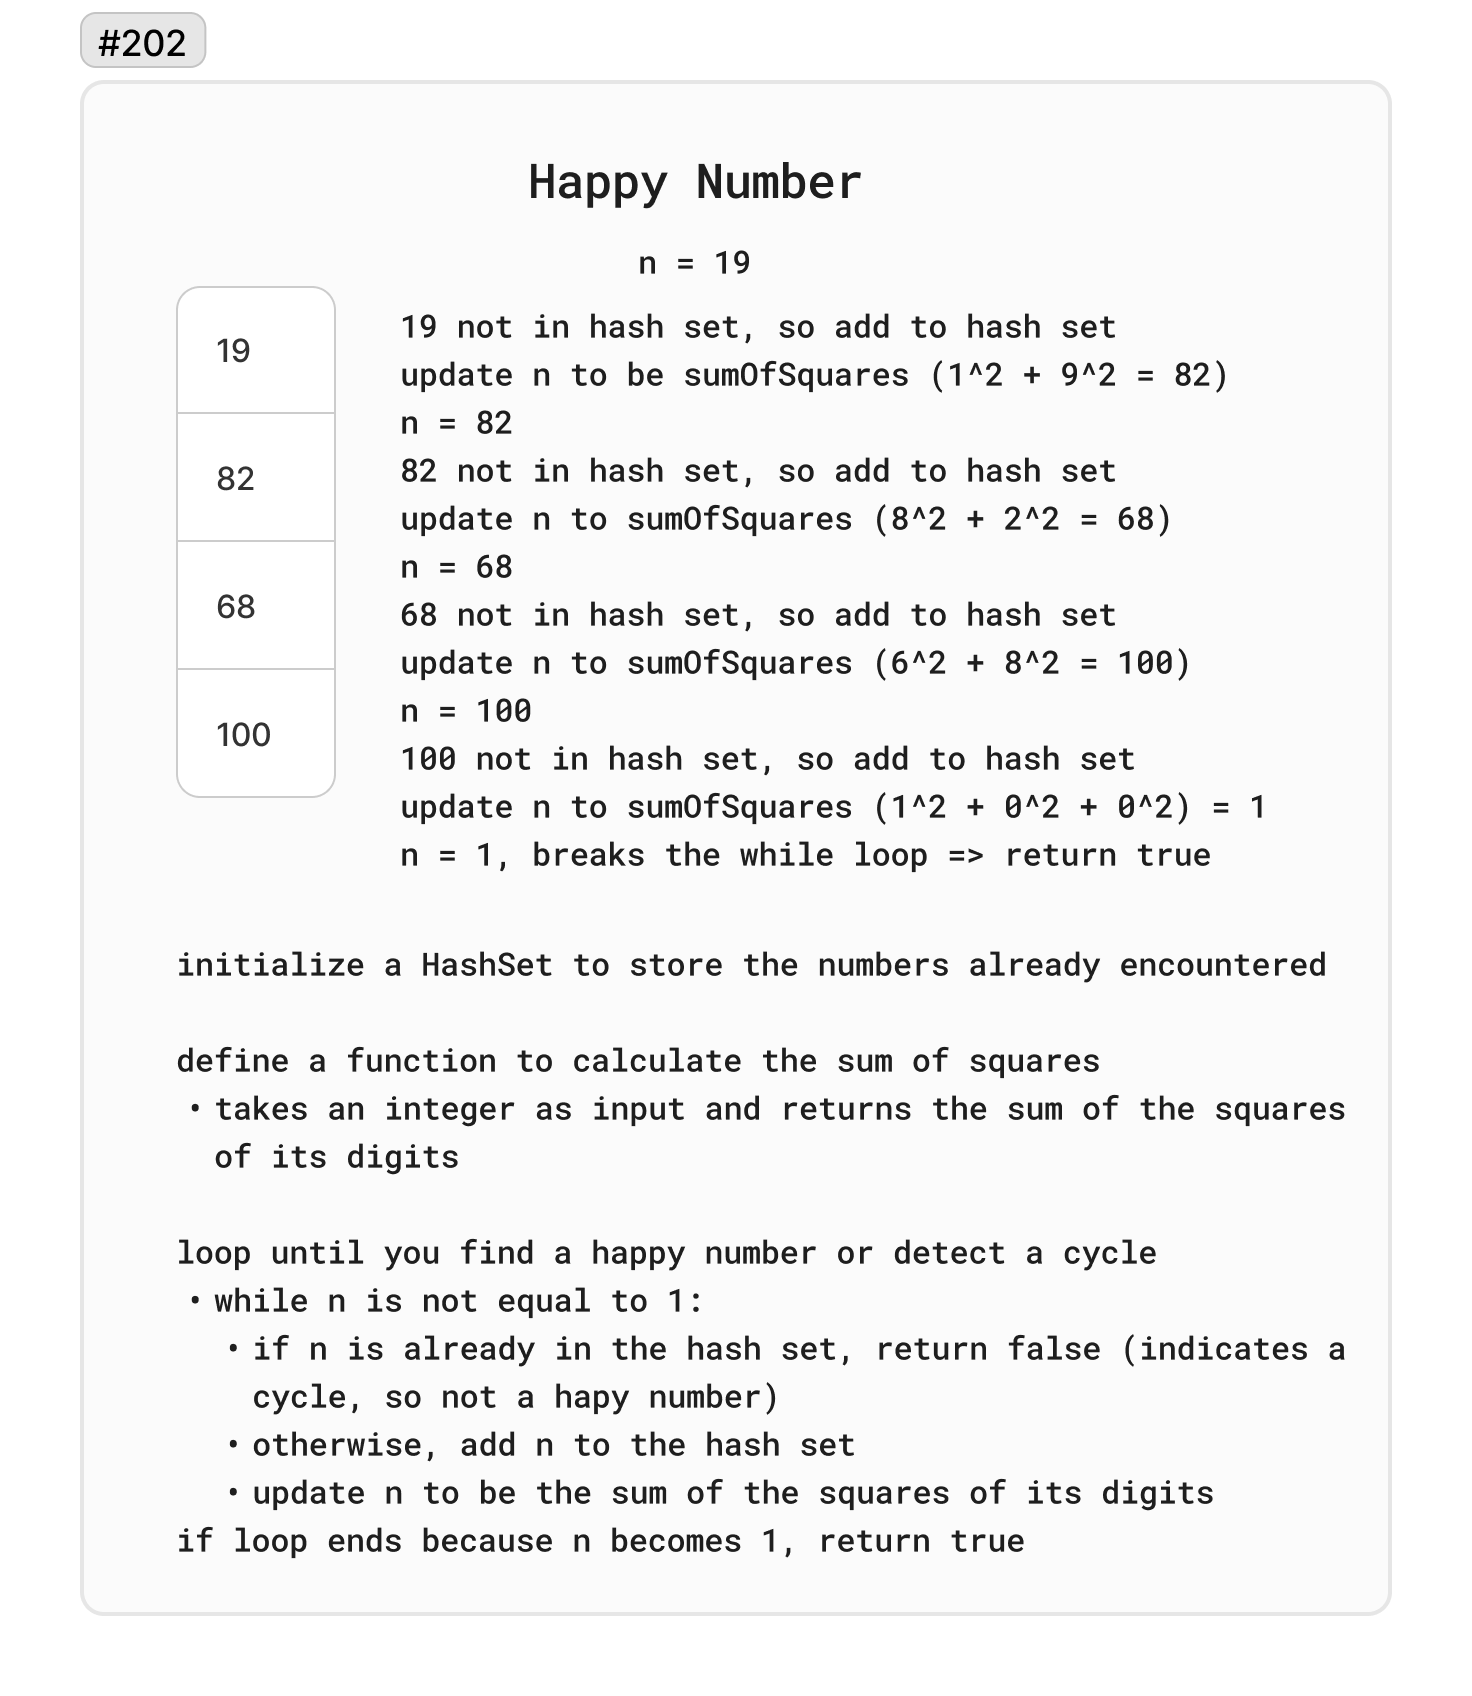 #202
Happy Number
n = 19
19
82
68
100
19 not in hash set, so add to hash set
update n to be sumOfSquares (1^2 + 9^2 = 82)
n = 82
82 not in hash set, so add to hash set
update n to sumOfSquares (8^2 + 2^2 = 68)
n = 68
68 not in hash set, so add to hash set
update n to sumOfSquares (6^2 + 8^2 = 100)
n = 100
100 not in hash set, so add to hash set
update n to sumOfSquares (1^2 + 0^2 + 0^2) = 1
n = 1, breaks the while loop => return true
initialize a HashSet to store the numbers already encountered
define a function to calculate the sum of squares
• takes an integer as input and returns the sum of the squares
of its digits
loop until you find a happy number or detect a cycle
• while n is not equal to 1:
• if n is already in the hash set, return false (indicates a
cycle, so not a hapy number)
• otherwise, add n to the hash set
• update n to be the sum of the squares of its digits
if loop ends because n becomes 1, return true